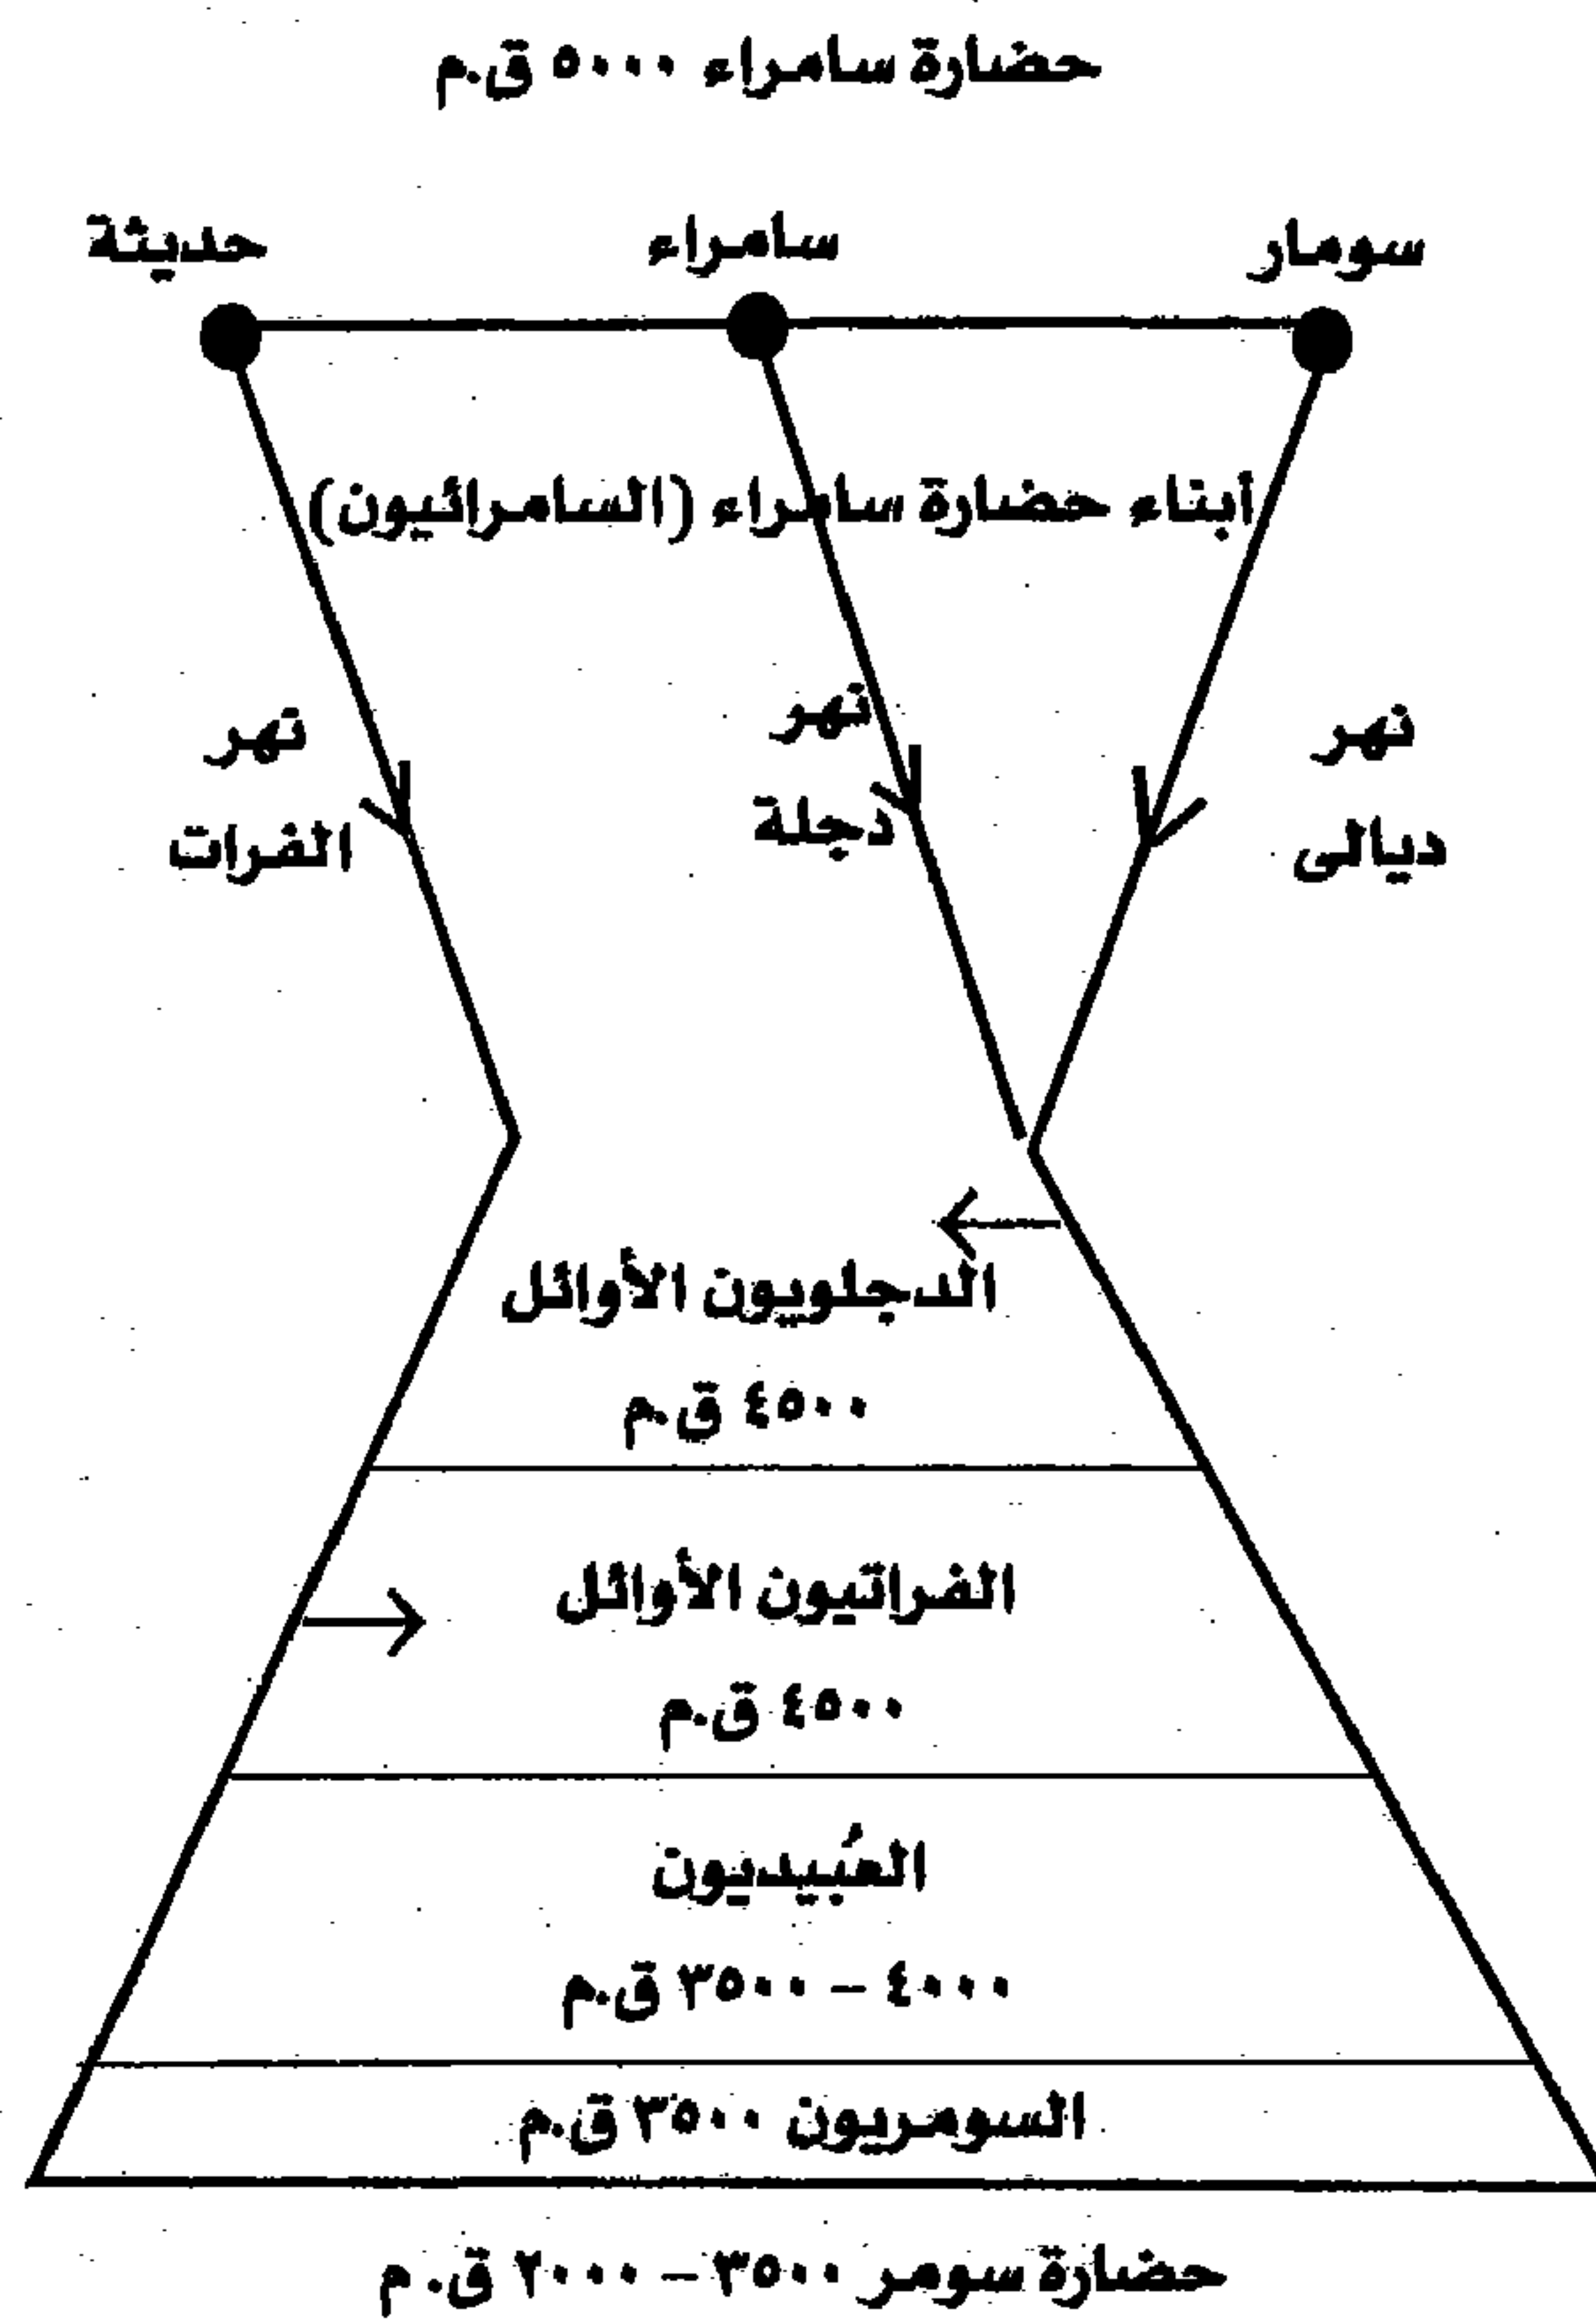 حضارة سامراء ٥٠٠٠ ق.م
سومار
سامراء
حديثة
أبناء حضارة سامراء (السامرائيون)
نهر
ديالى
نهر
دجلة
نهر
الفرات
الدجلويون الأوائل
٤٥٠٠ ق.م
الفراتيون الأوائل
٤٥٠٠ ق.م
العُبيديون
٤٠٠٠ – ٣٥٠٠ ق.م
السومريون ٣٥٠٠ ق.م
حضارة سومر ٣٥٠٠ – ٢٠٠٠ ق.م